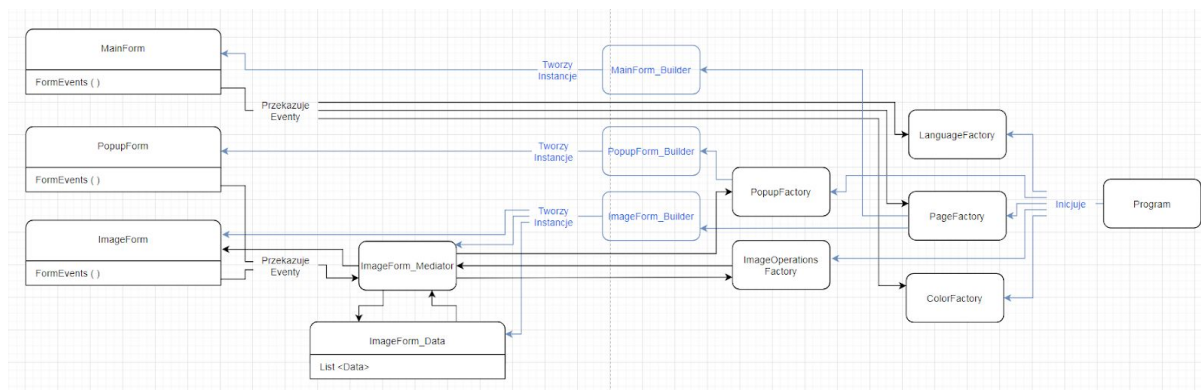 MainForm
FormEvents ( )
Przekazuje
Eventy
PopupForm
FormEvents ( )
ImageForm
FormEvents ( )
Przekazuje
Eventy
ImageForm_Mediator
ImageForm_Data
List <Data>
Tworzy
Instancje
MainForm_Builder
Tworzy
Instancje
PopupForm_Builder
Tworzy
Instancje
ImageForm_Builder
PopupFactory
ImageOperations
Factory
LanguageFactory
PageFactory
ColorFactory
Inicjuje
Program